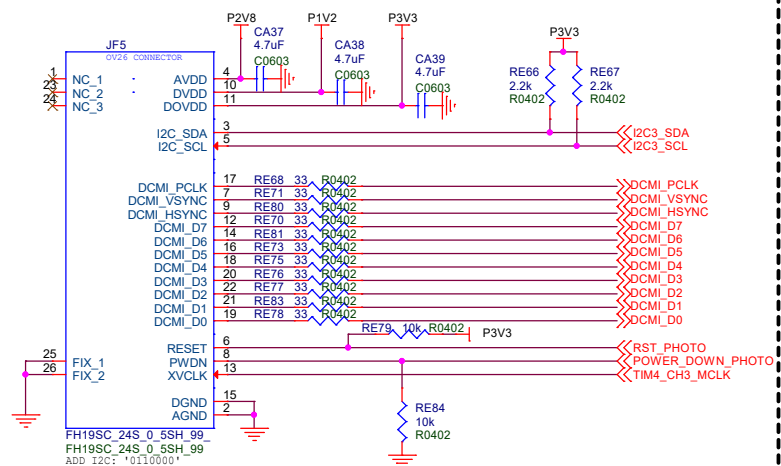 P2V8 P1V2 P3V3
CA37
4.7uF
C0603
CA38
4.7uF
C0603
CA39
4.7uF
C0603
P3V3
RE66
2.2k
R0402
RE67
2.2k
R0402
JF5
OV26 CONNECTOR
1 NC_1
23 NC_2
24 NC_3
AVDD 4
DVDD 10
DOVDD 11
I2C_SDA 3 I2C3_SDA
I2C_SCL 5 I2C3_SCL
DCMI_PCLK 17 RE68 33 R0402 DCMI_PCLK
DCMI_VSYNC 7 RE71 33 R0402 DCMI_VSYNC
DCMI_HSYNC 9 RE80 33 R0402 DCMI_HSYNC
DCMI_D7 12 RE70 33 R0402 DCMI_D7
DCMI_D6 14 RE81 33 R0402 DCMI_D6
DCMI_D5 16 RE73 33 R0402 DCMI_D5
DCMI_D4 18 RE75 33 R0402 DCMI_D4
DCMI_D3 20 RE76 33 R0402 DCMI_D3
DCMI_D2 22 RE77 33 R0402 DCMI_D2
DCMI_D1 21 RE83 33 R0402 DCMI_D1
DCMI_D0 19 RE78 33 R0402 DCMI_D0
RE79 10k R0402 P3V3
RESET 6 RST_PHOTO
25 FIX_1 PWDN 8 POWER_DOWN_PHOTO
26 FIX_2 XVCLK 13 TIM4_CH3_MCLK
DGND 15
AGND 2
RE84
10k
R0402
FH19SC_24S_0_5SH_99_
FH19SC_24S_0_5SH_99
ADD I2C: '0110000'